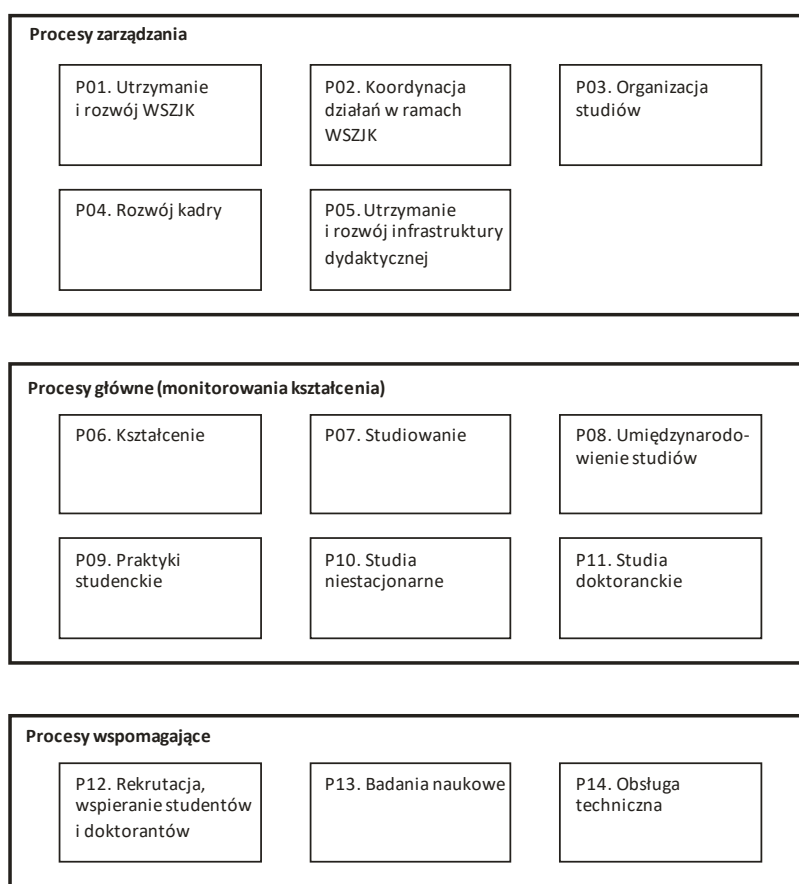 Procesy zarządzania
P01. Utrzymanie
i rozwój WSZJK
P02. Koordynacja
działań w ramach
WSZJK
P03. Organizacja
studiów
P04. Rozwój kadry
P05. Utrzymanie
i rozwój infrastruktury
dydaktycznej
Procesy główne (monitorowania kształcenia)
P06. Kształcenie
P07. Studiowanie
P08. Umiędzynarodo-
wienie studiów
P09. Praktyki
studenckie
P10. Studia
niestacjonarne
P11. Studia
doktoranckie
Procesy wspomagające
P12. Rekrutacja,
wspieranie studentów
i doktorantów
P13. Badania naukowe
P14. Obsługa
techniczna